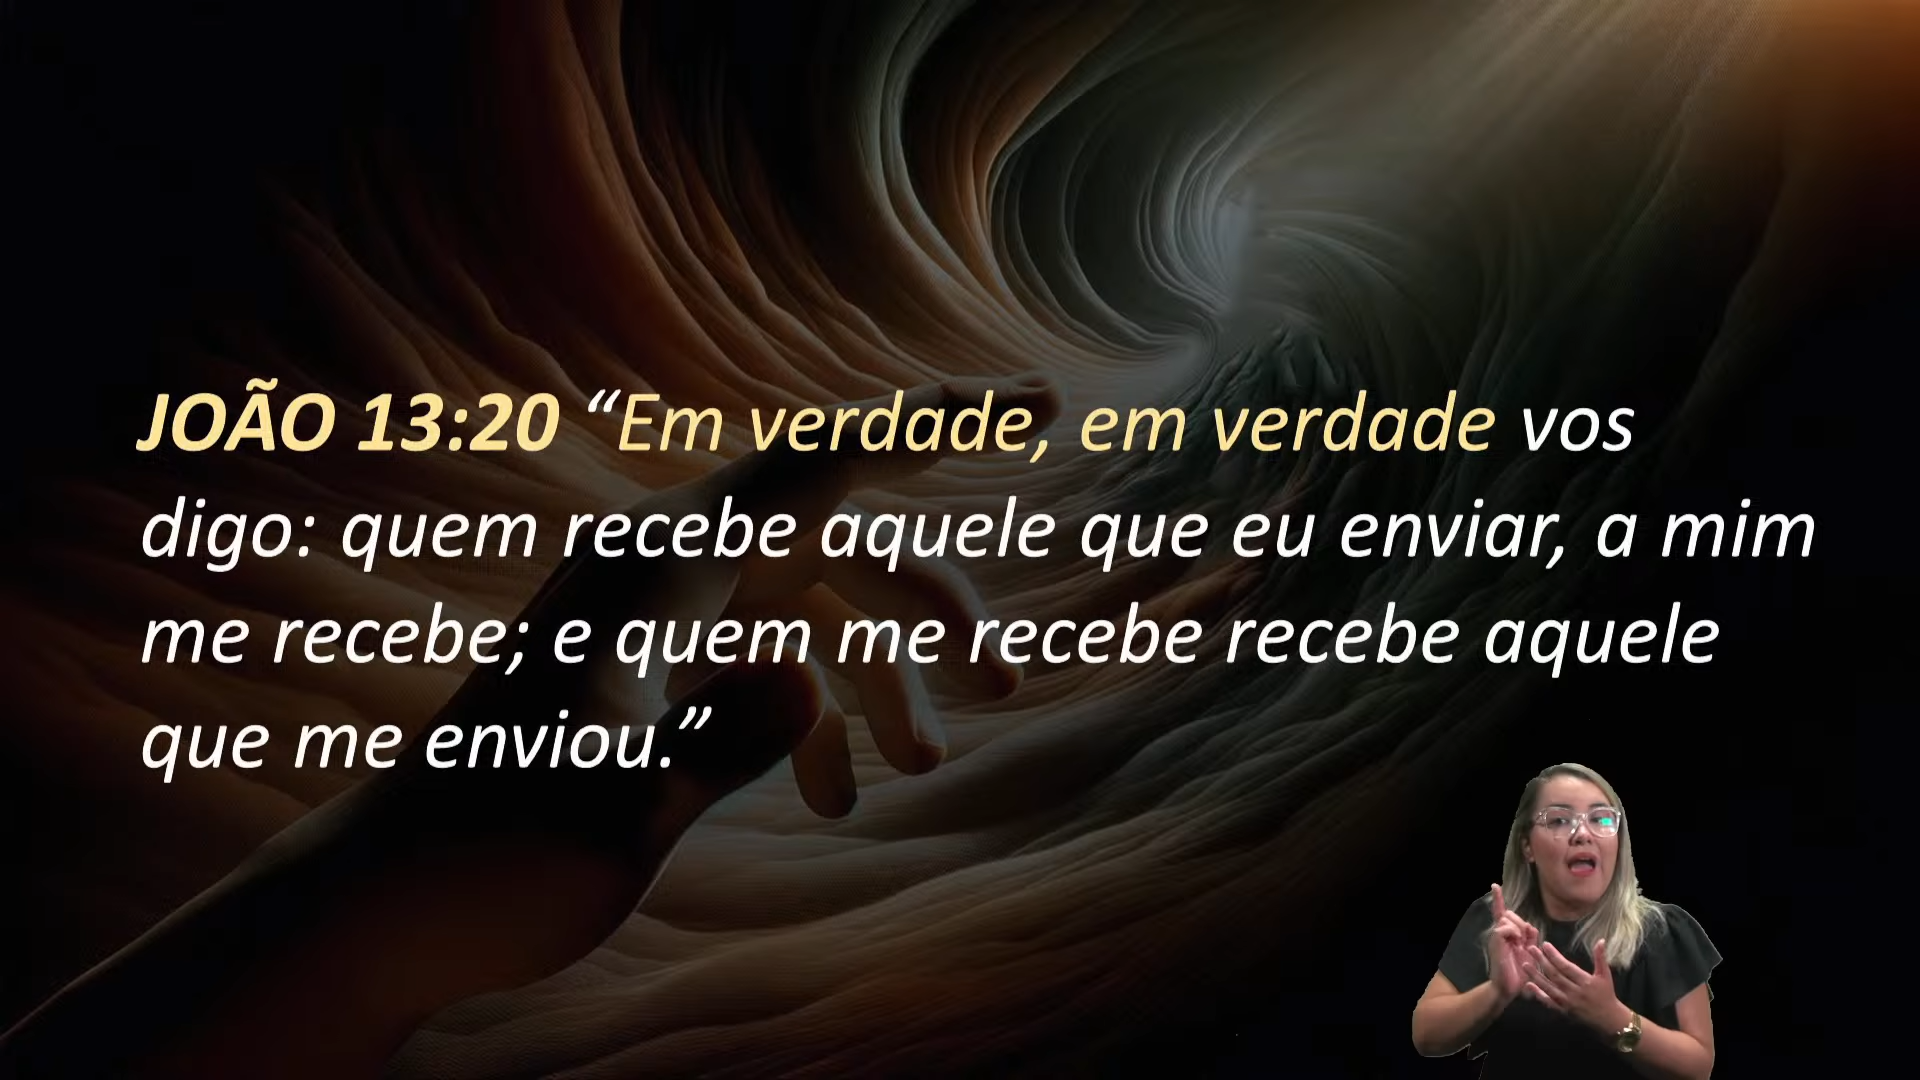 JOÃO 13:20 “Em verdade, em verdade vos
digo: quem recebe aquele que eu enviar, a mim
me recebe; e quem me recebe recebe aquele
que me enviou.”